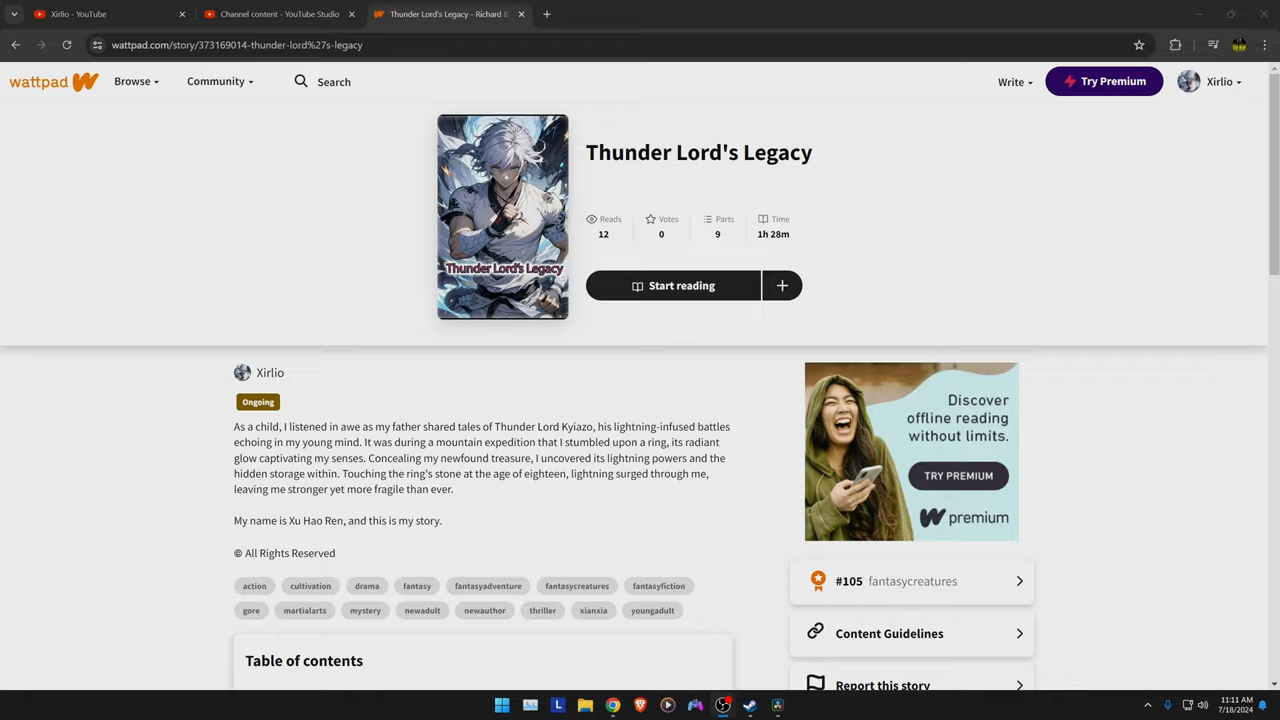 Xirlio - YouTube
Channel content - YouTube Studio
Thunder Lord's Legacy - Richard
wattpad.com/story/373169014-thunder-lord%27s-legacy
wattpad
Browse
Community
Search
Write
Try Premium
Xirlio
Thunder Lord's Legacy
Thunder Lord's Legacy
Reads
Votes
Parts
Time
12
0
9
1h 28m
Start reading
Xirlio
Ongoing
As a child, I listened in awe as my father shared tales of Thunder Lord Kyiazo, his lightning-infused battles
echoing in my young mind. It was during a mountain expedition that I stumbled upon a ring, its radiant
glow captivating my senses. Concealing my newfound treasure, I uncovered its lightning powers and the
hidden storage within. Touching the ring's stone at the age of eighteen, lightning surged through me,
leaving me stronger yet more fragile than ever.
My name is Xu Hao Ren, and this is my story.
© All Rights Reserved
action cultivation drama fantasy fantasyadventure fantasycreatures fantasyfiction
gore martialarts mystery newadult newauthor thriller xianxia youngadult
Table of contents
Discover
offline reading
without limits.
TRY PREMIUM
premium
#105 fantasycreatures
Content Guidelines
Report this story
11:11 AM
7/18/2024